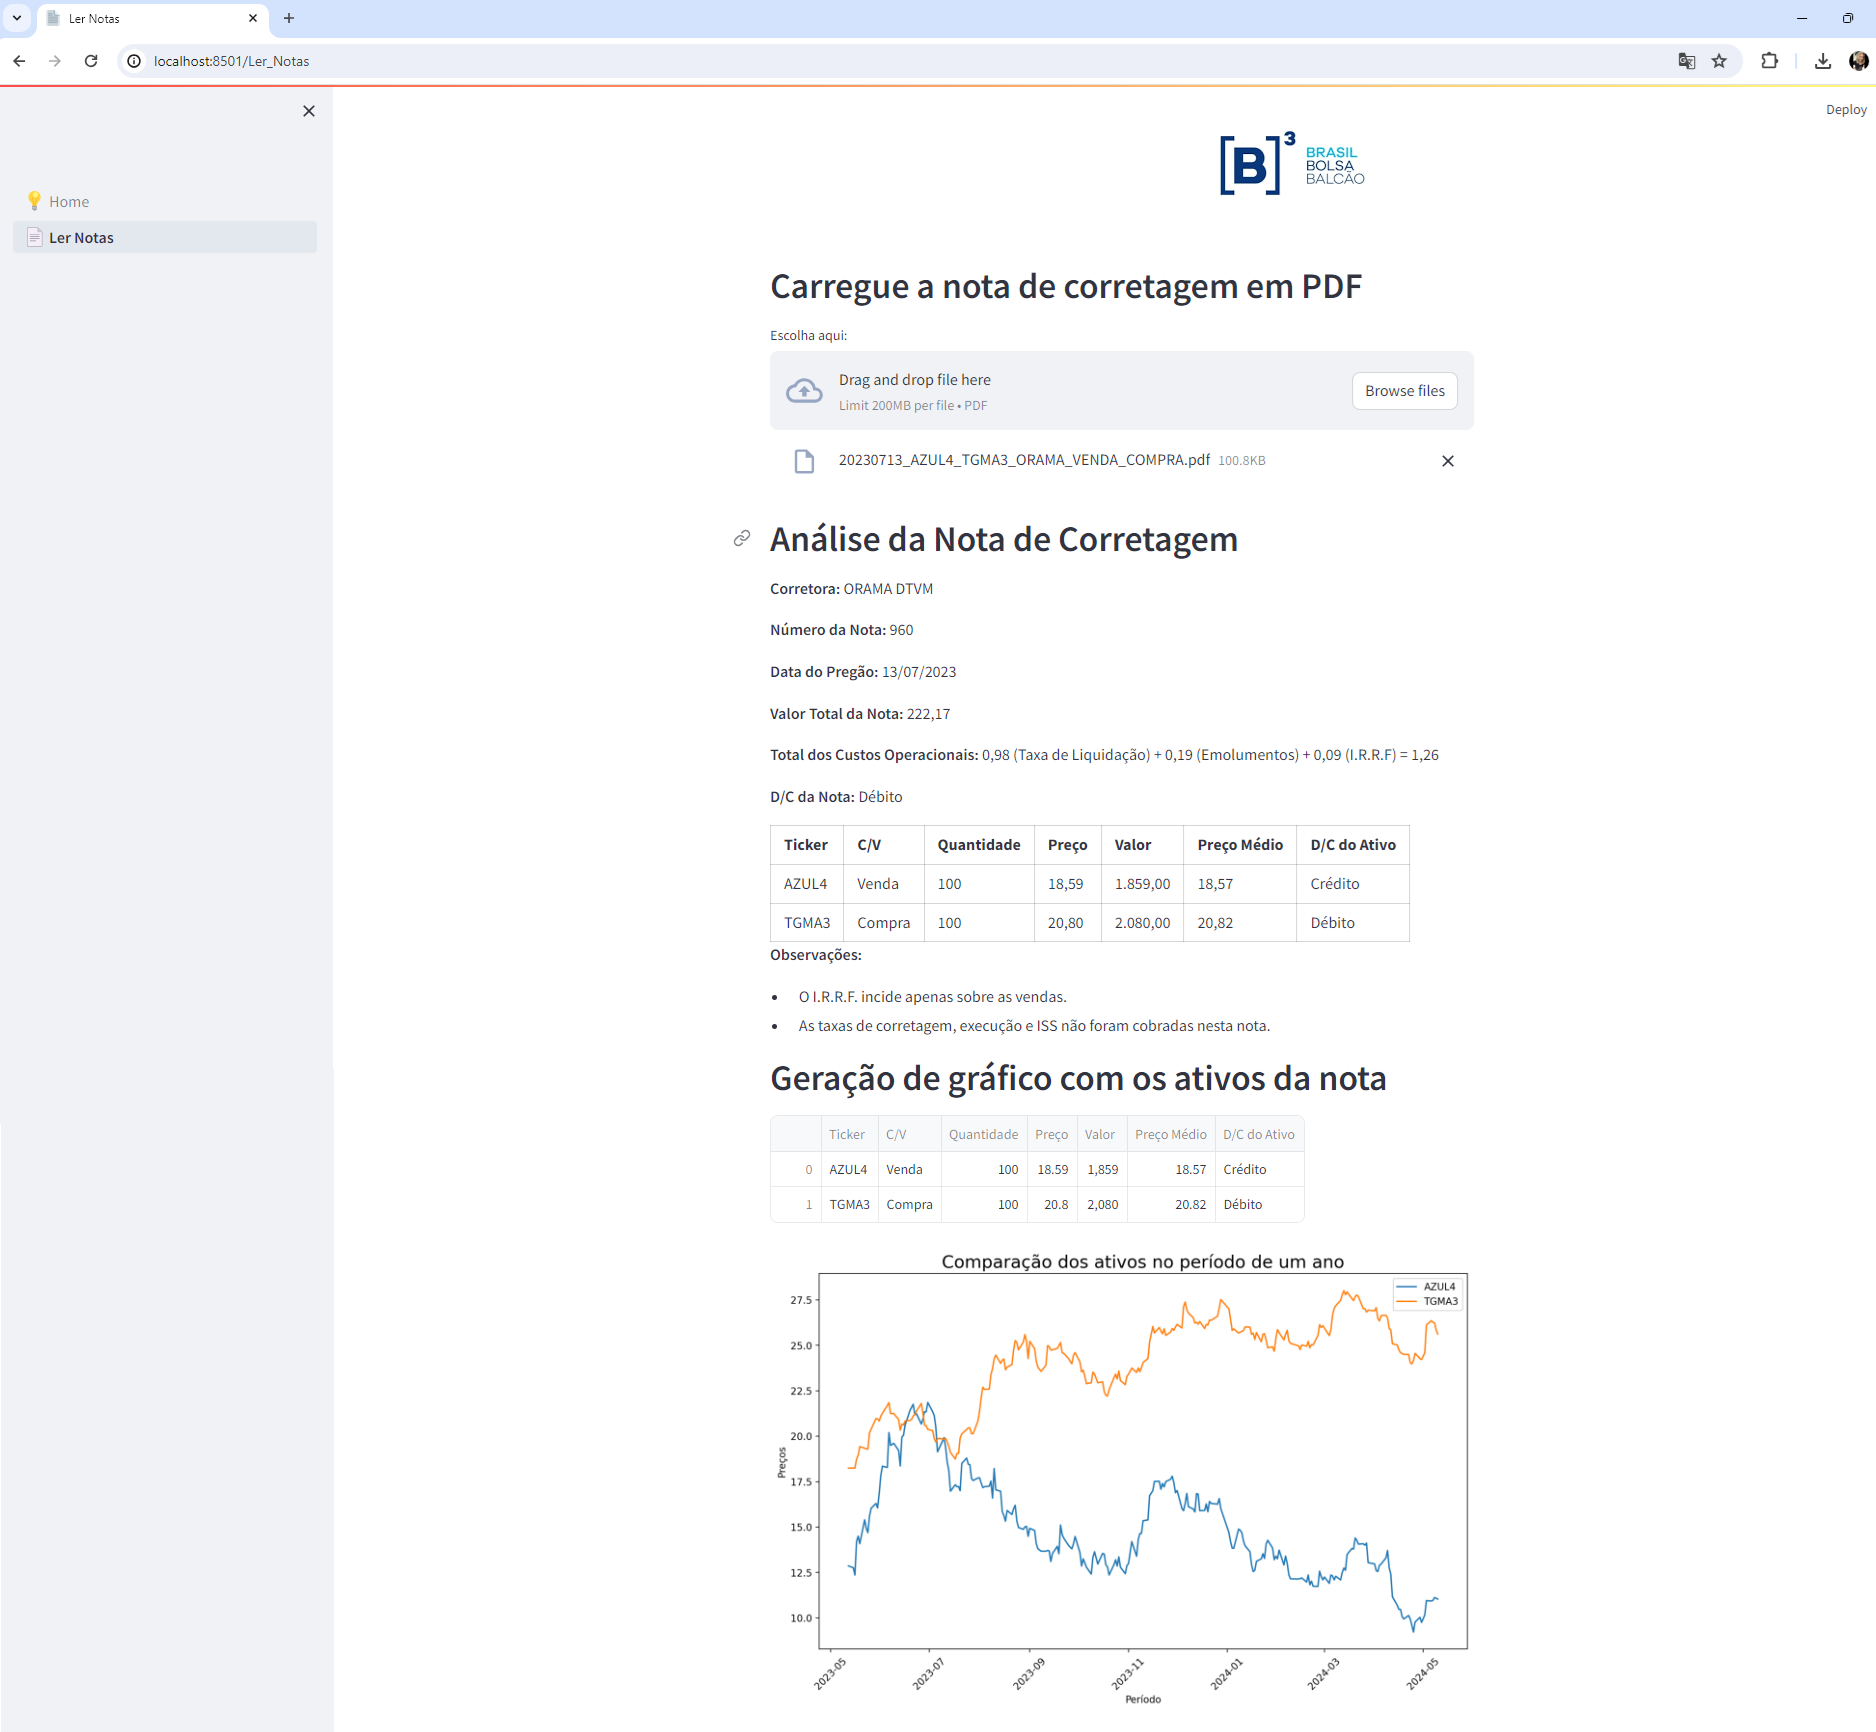 Ler Notas
localhost:8501/Ler_Notas
Deploy
[B]³ BRASIL
BOLSA
BALCÃO
Home
Ler Notas
Carregue a nota de corretagem em PDF
Escolha aqui:
Drag and drop file here
Limit 200MB per file • PDF
Browse files
20230713_AZUL4_TGMA3_ORAMA_VENDA_COMPRA.pdf 100.8KB
Análise da Nota de Corretagem
Corretora: ORAMA DTVM
Número da Nota: 960
Data do Pregão: 13/07/2023
Valor Total da Nota: 222,17
Total dos Custos Operacionais: 0,98 (Taxa de Liquidação) + 0,19 (Emolumentos) + 0,09 (I.R.R.F) = 1,26
D/C da Nota: Débito
Ticker C/V Quantidade Preço Valor Preço Médio D/C do Ativo
AZUL4 Venda 100 18,59 1.859,00 18,57 Crédito
TGMA3 Compra 100 20,80 2.080,00 20,82 Débito
Observações:
• O I.R.R.F. incide apenas sobre as vendas.
• As taxas de corretagem, execução e ISS não foram cobradas nesta nota.
Geração de gráfico com os ativos da nota
Ticker C/V Quantidade Preço Valor Preço Médio D/C do Ativo
0 AZUL4 Venda 100 18.59 1,859 18.57 Crédito
1 TGMA3 Compra 100 20.8 2,080 20.82 Débito
Comparação dos ativos no período de um ano
AZUL4
TGMA3
27.5
25.0
22.5
20.0
17.5
15.0
12.5
10.0
Preços
2023-05 2023-07 2023-09 2023-11 2024-01 2024-03 2024-05
Período